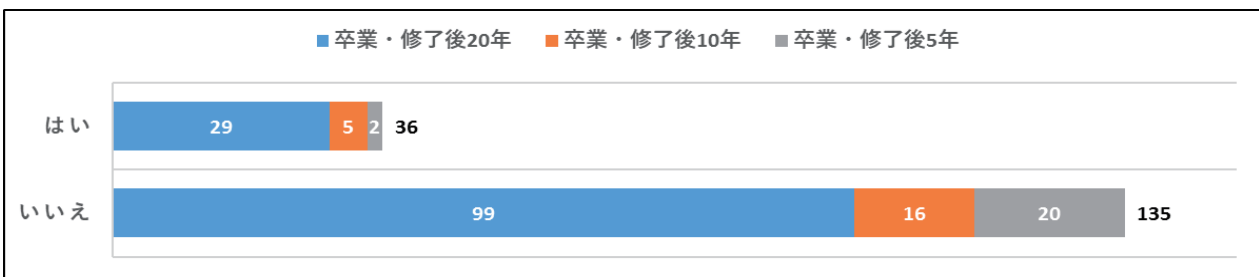 卒業・修了後20年 卒業・修了後10年 卒業・修了後5年
はい 29 5 2 36
いいえ 99 16 20 135